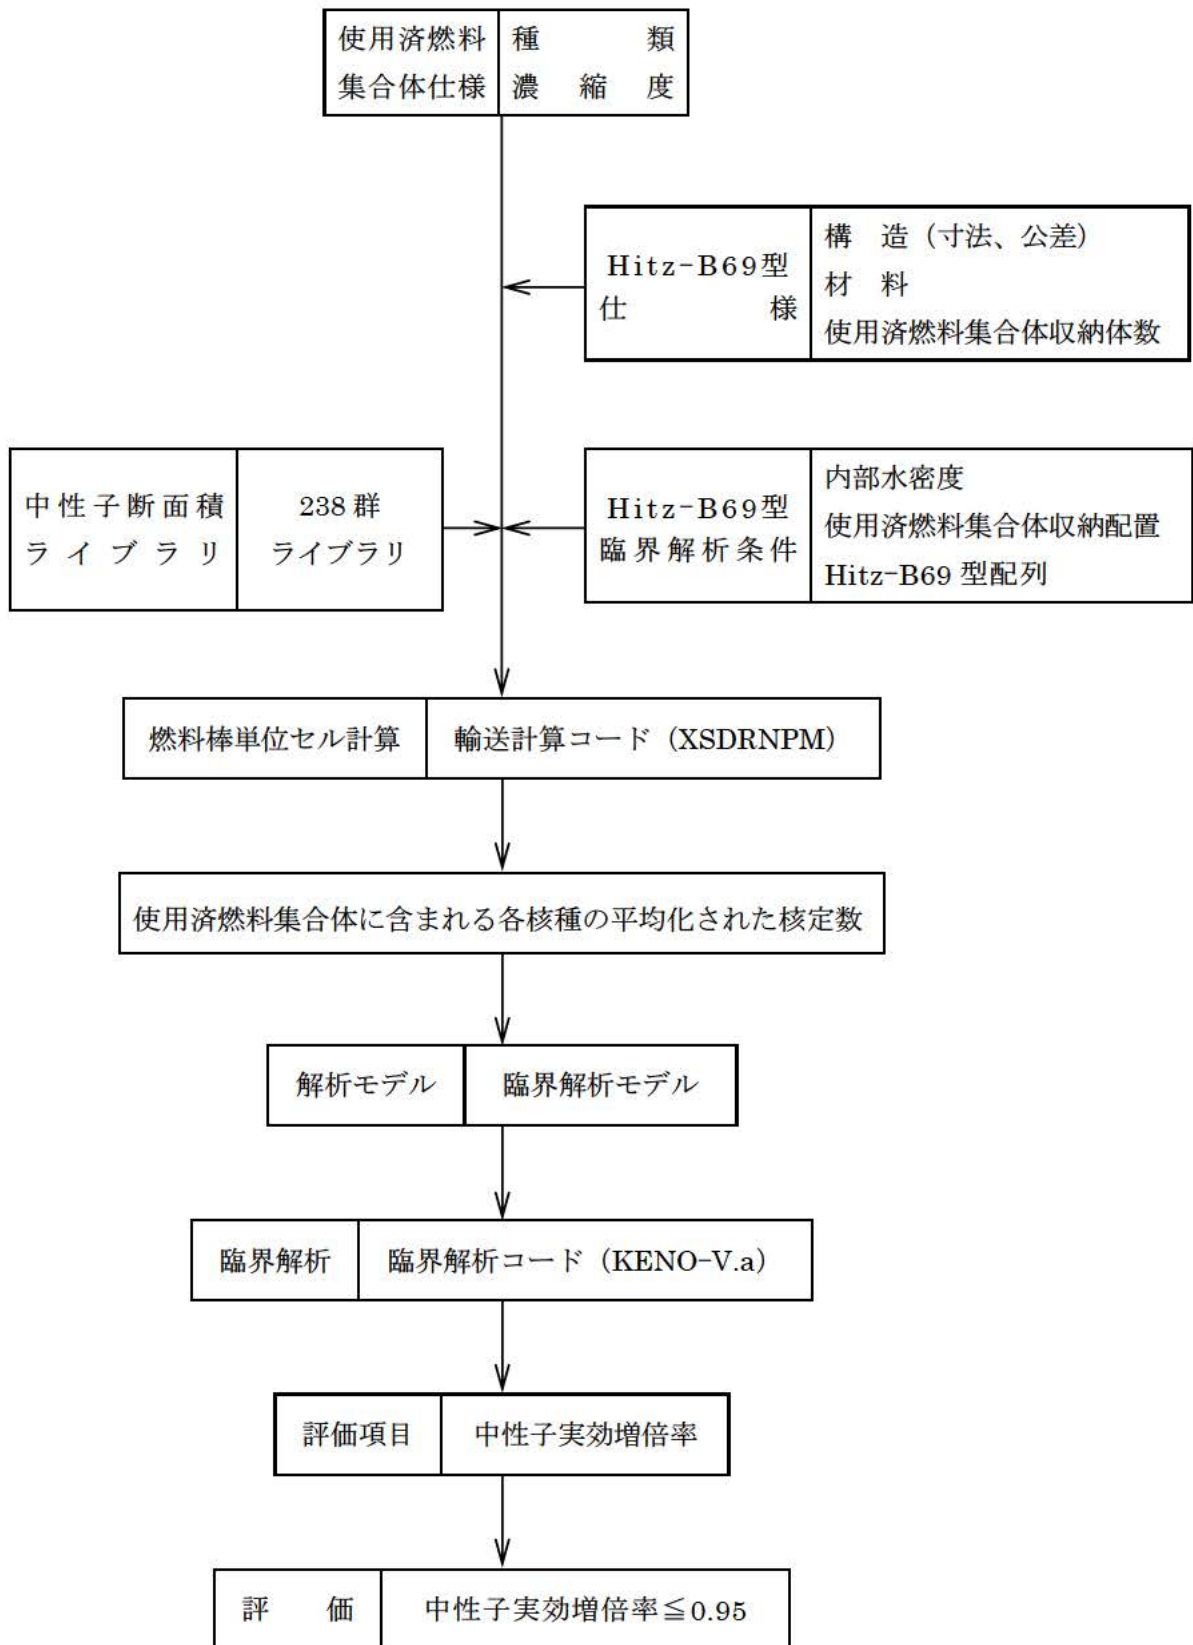 使用済燃料 種類
集合体仕様 濃縮度
Hitz-B69型
仕様
構 造（寸法、公差）
材 料
使用済燃料集合体収納体数
中性子断面積
ライブラリ
238 群
ライブラリ
Hitz-B69型
臨界解析条件
内部水密度
使用済燃料集合体収納配置
Hitz-B69 型配列
燃料棒単位セル計算 輸送計算コード（XSDRNPM）
使用済燃料集合体に含まれる各核種の平均化された核定数
解析モデル 臨界解析モデル
臨界解析 臨界解析コード（KENO-V.a）
評価項目 中性子実効増倍率
評 価 中性子実効増倍率≦0.95